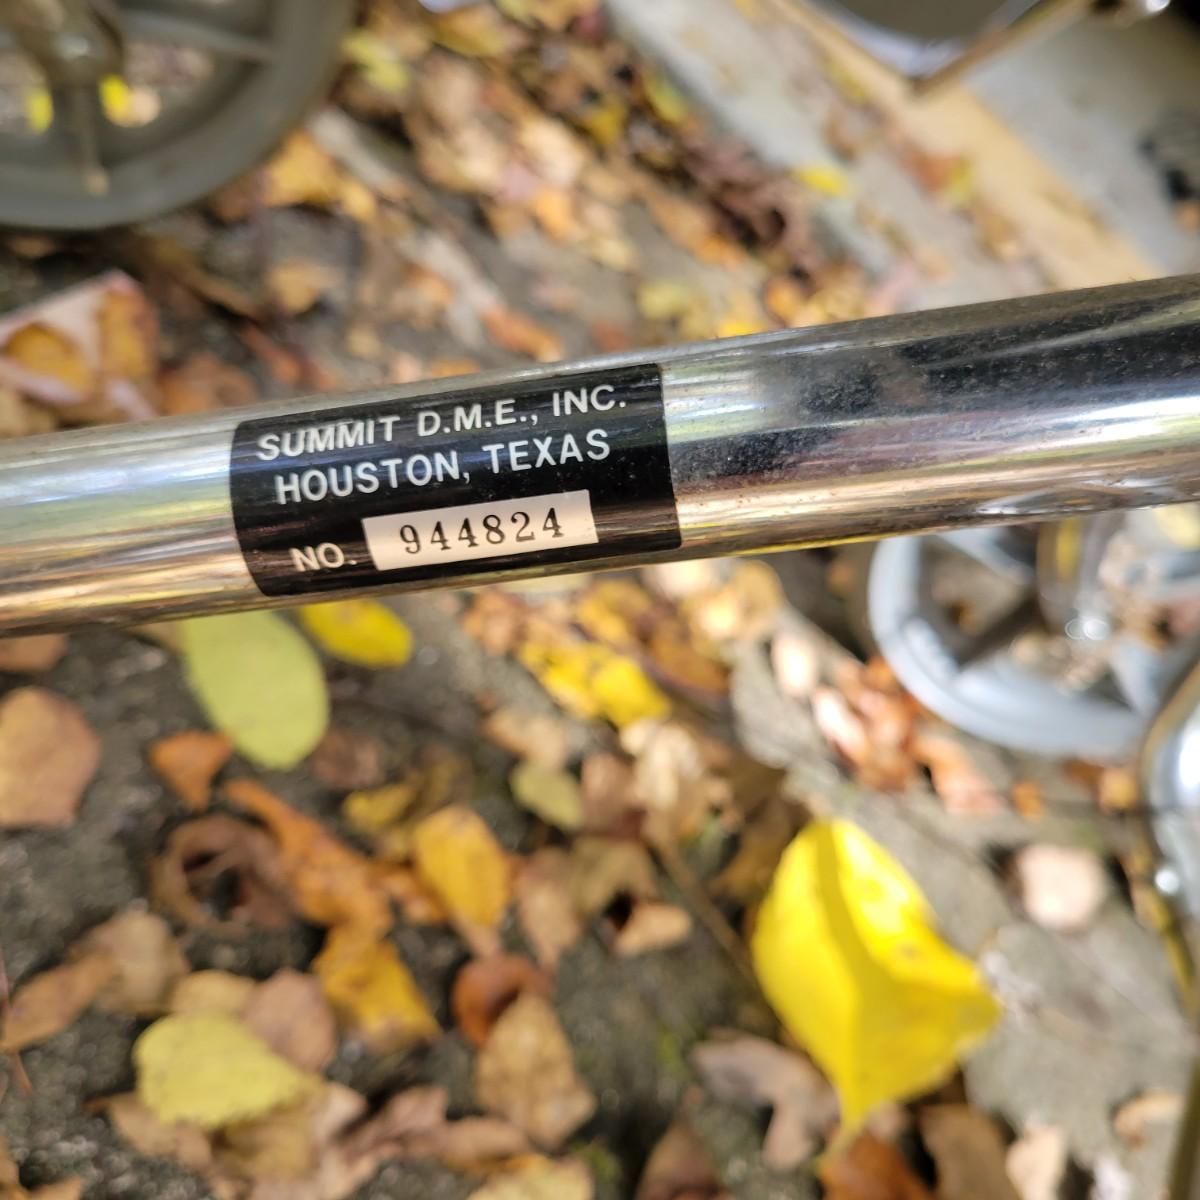 SUMMIT D.M.E., INC.
HOUSTON, TEXAS
NO. 944824